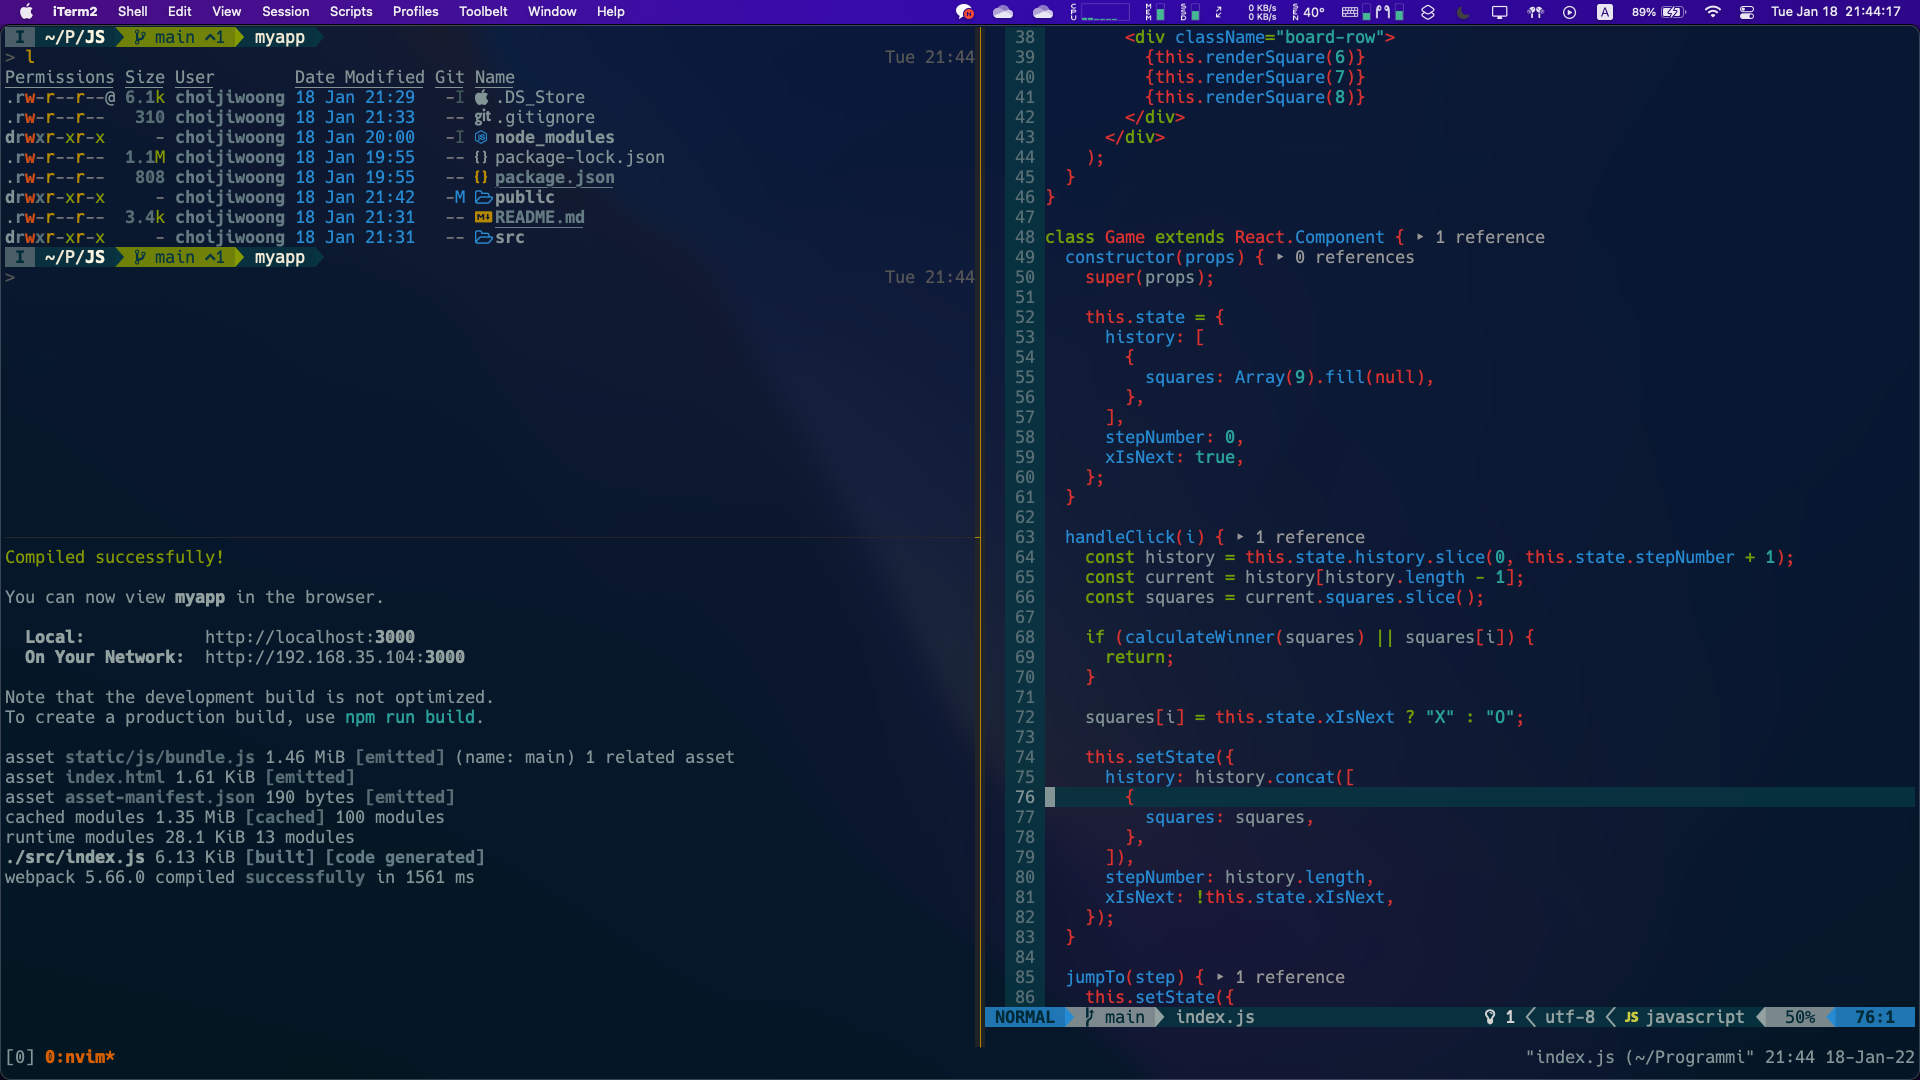 iTerm2 Shell Edit View Session Scripts Profiles Toolbelt Window Help
0 KB/s
0 KB/s
40° A 89% Tue Jan 18 21:44:17
I ~/P/JS main ^1 myapp
> l Tue 21:44
Permissions Size User Date Modified Git Name
.rw-r--r--@ 6.1k choijiwoong 18 Jan 21:29 -I .DS_Store
.rw-r--r-- 310 choijiwoong 18 Jan 21:33 -- git .gitignore
drwxr-xr-x - choijiwoong 18 Jan 20:00 -I node_modules
.rw-r--r-- 1.1M choijiwoong 18 Jan 19:55 -- {} package-lock.json
.rw-r--r-- 808 choijiwoong 18 Jan 19:55 -- {} package.json
drwxr-xr-x - choijiwoong 18 Jan 21:42 -M public
.rw-r--r-- 3.4k choijiwoong 18 Jan 21:31 -- README.md
drwxr-xr-x - choijiwoong 18 Jan 21:31 -- src
I ~/P/JS main ^1 myapp
> Tue 21:44
Compiled successfully!
You can now view myapp in the browser.
Local: http://localhost:3000
On Your Network: http://192.168.35.104:3000
Note that the development build is not optimized.
To create a production build, use npm run build.
asset static/js/bundle.js 1.46 MiB [emitted] (name: main) 1 related asset
asset index.html 1.61 KiB [emitted]
asset asset-manifest.json 190 bytes [emitted]
cached modules 1.35 MiB [cached] 100 modules
runtime modules 28.1 KiB 13 modules
./src/index.js 6.13 KiB [built] [code generated]
webpack 5.66.0 compiled successfully in 1561 ms
38 <div className="board-row">
39 {this.renderSquare(6)}
40 {this.renderSquare(7)}
41 {this.renderSquare(8)}
42 </div>
43 </div>
44 );
45 }
46 }
47
48 class Game extends React.Component { ‣ 1 reference
49 constructor(props) { ‣ 0 references
50 super(props);
51
52 this.state = {
53 history: [
54 {
55 squares: Array(9).fill(null),
56 },
57 ],
58 stepNumber: 0,
59 xIsNext: true,
60 };
61 }
62
63 handleClick(i) { ‣ 1 reference
64 const history = this.state.history.slice(0, this.state.stepNumber + 1);
65 const current = history[history.length - 1];
66 const squares = current.squares.slice();
67
68 if (calculateWinner(squares) || squares[i]) {
69 return;
70 }
71
72 squares[i] = this.state.xIsNext ? "X" : "O";
73
74 this.setState({
75 history: history.concat([
76 {
77 squares: squares,
78 },
79 ]),
80 stepNumber: history.length,
81 xIsNext: !this.state.xIsNext,
82 });
83 }
84
85 jumpTo(step) { ‣ 1 reference
86 this.setState({
NORMAL main index.js 1 utf-8 JS javascript 50% 76:1
[0] 0:nvim* "index.js (~/Programmi" 21:44 18-Jan-22